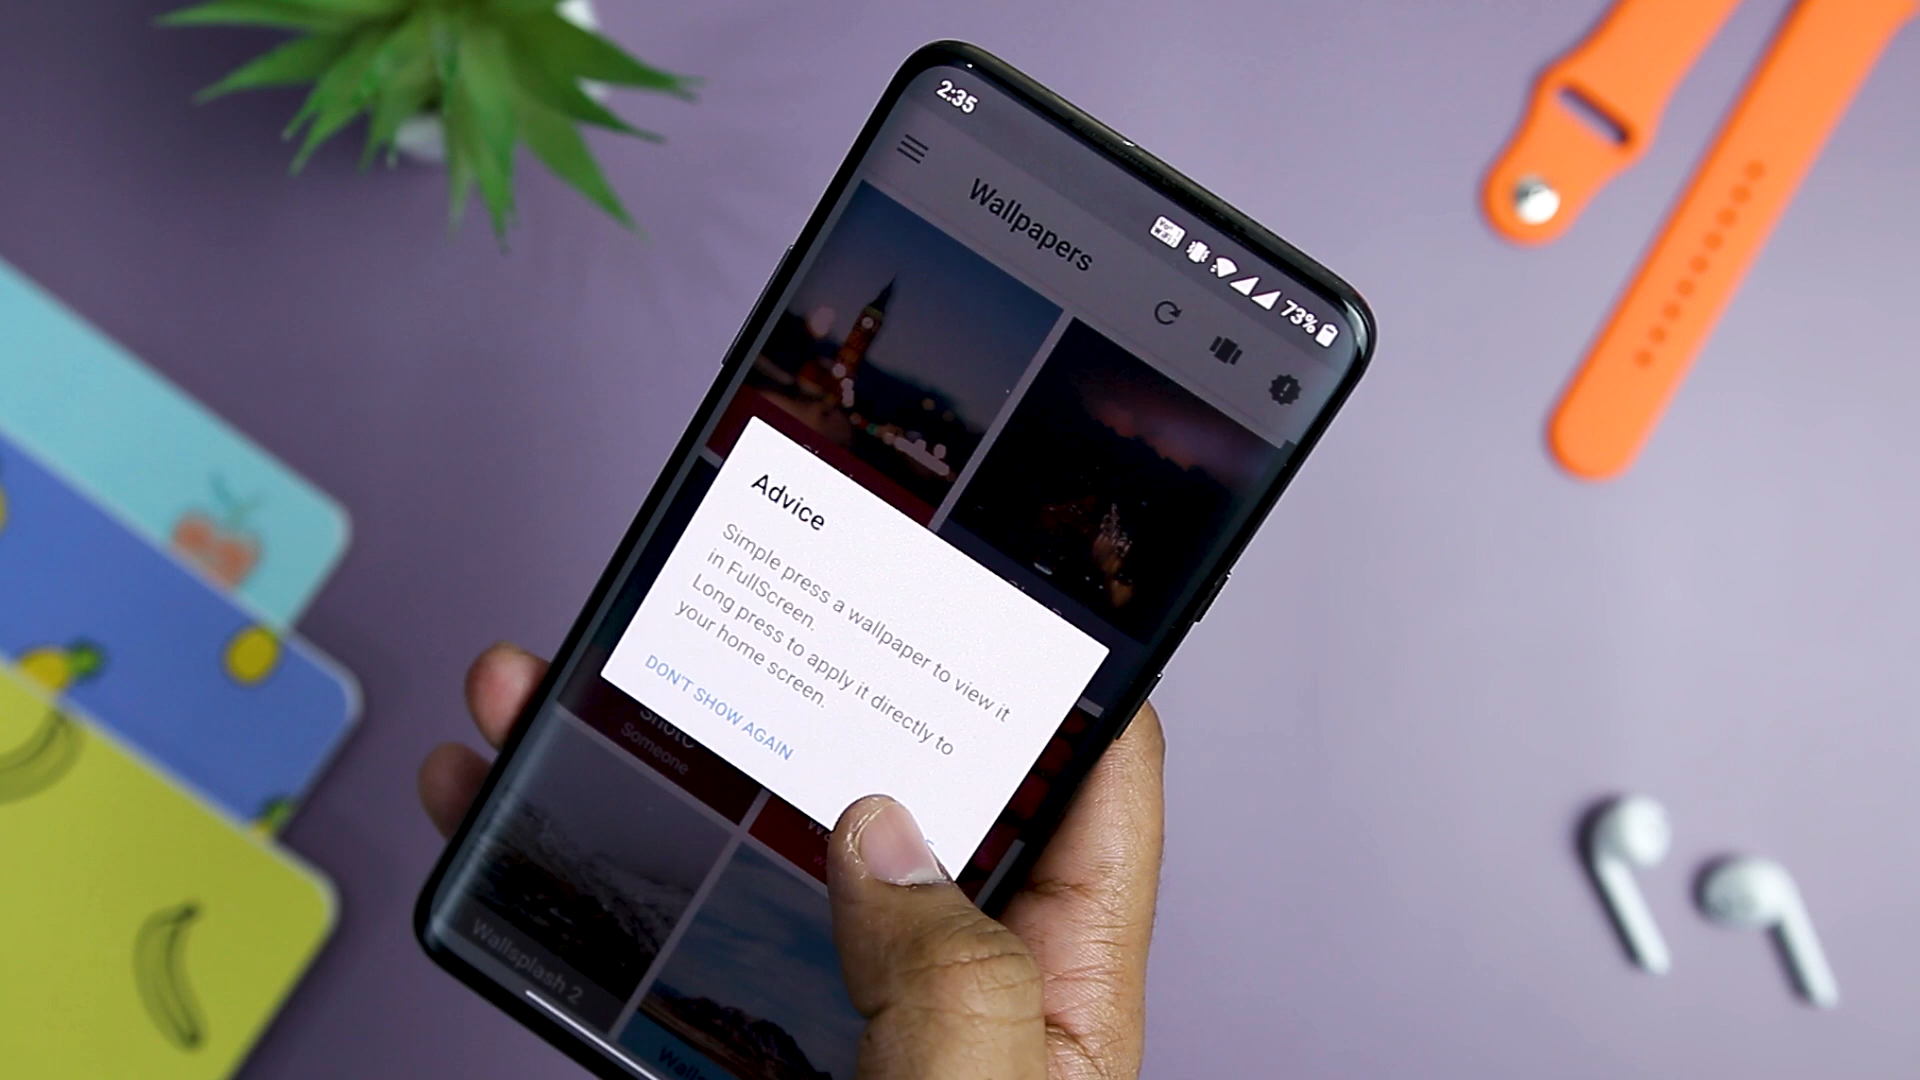 2:35
73%
Wallpapers
Advice
Simple press a wallpaper to view it
in FullScreen.
Long press to apply it directly to
your home screen.
DON'T SHOW AGAIN
Someone
Wallsplash 2